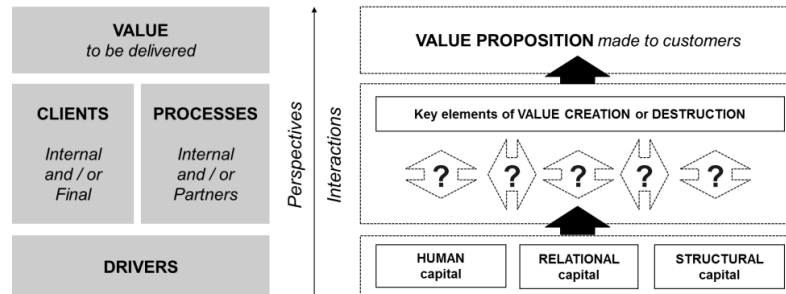 VALUE
to be delivered
CLIENTS
Internal
and / or
Final
PROCESSES
Internal
and / or
Partners
DRIVERS
Perspectives
Interactions
VALUE PROPOSITION made to customers
Key elements of VALUE CREATION or DESTRUCTION
? ? ? ? ?
HUMAN
capital
RELATIONAL
capital
STRUCTURAL
capital